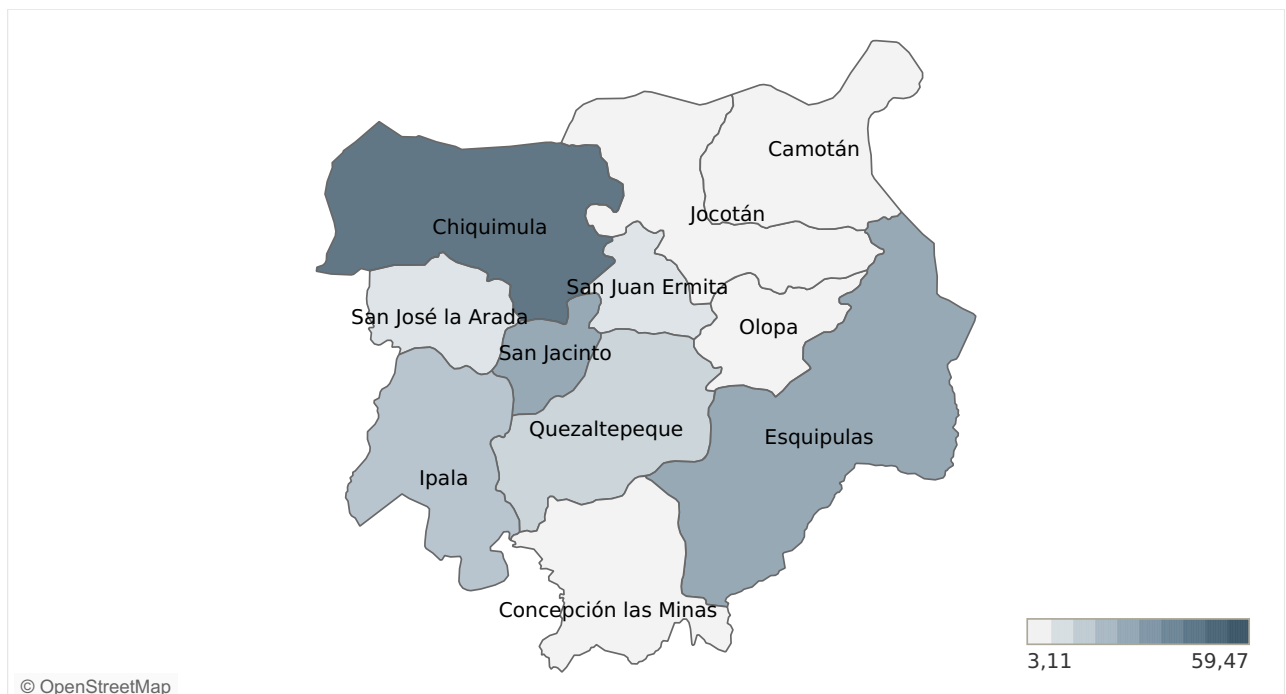 Camotán
Jocotán
Chiquimula
San Juan Ermita
San José la Arada
Olopa
San Jacinto
Quezaltepeque
Esquipulas
Ipala
Concepción las Minas
3,11 59,47
© OpenStreetMap